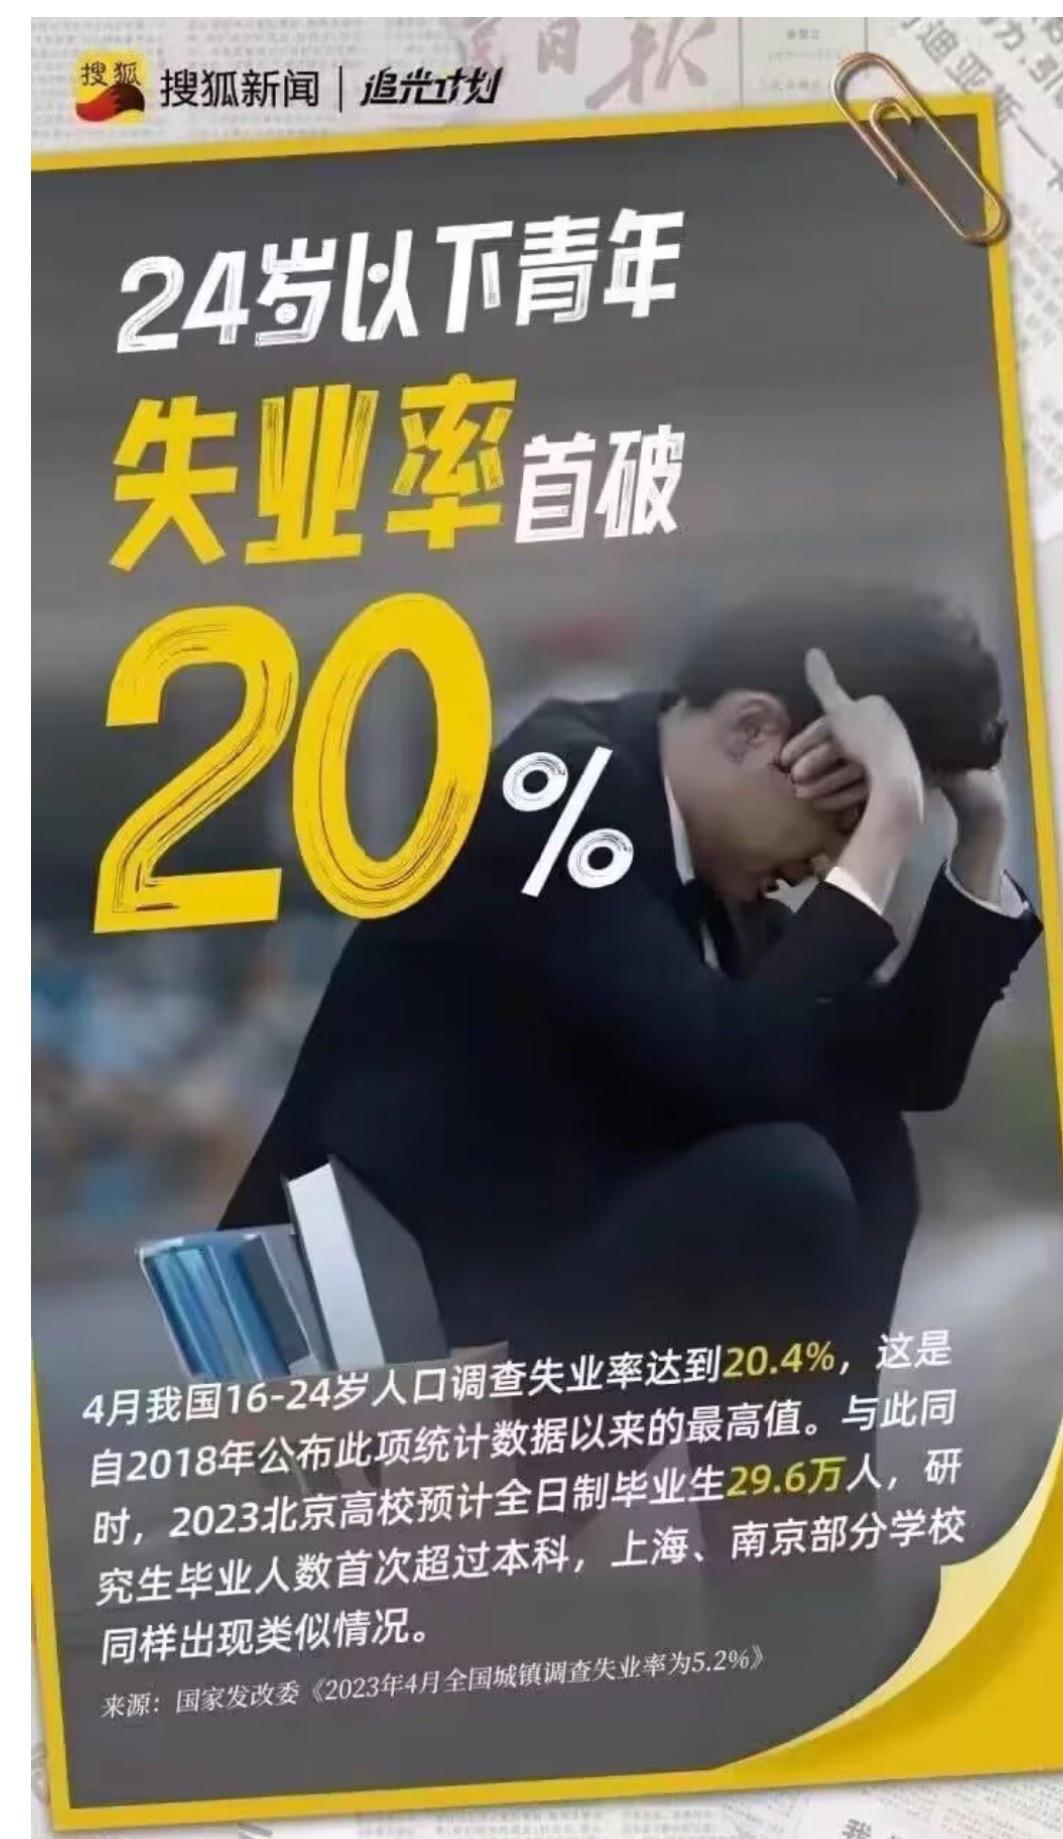 搜狐
搜狐新闻 | 追光计划
24岁以下青年
失业率首破
20%
4月我国16-24岁人口调查失业率达到20.4%，这是
自2018年公布此项统计数据以来的最高值。与此同
时，2023北京高校预计全日制毕业生29.6万人，研
究生毕业人数首次超过本科，上海、南京部分学校
同样出现类似情况。
来源：国家发改委《2023年4月全国城镇调查失业率为5.2%》